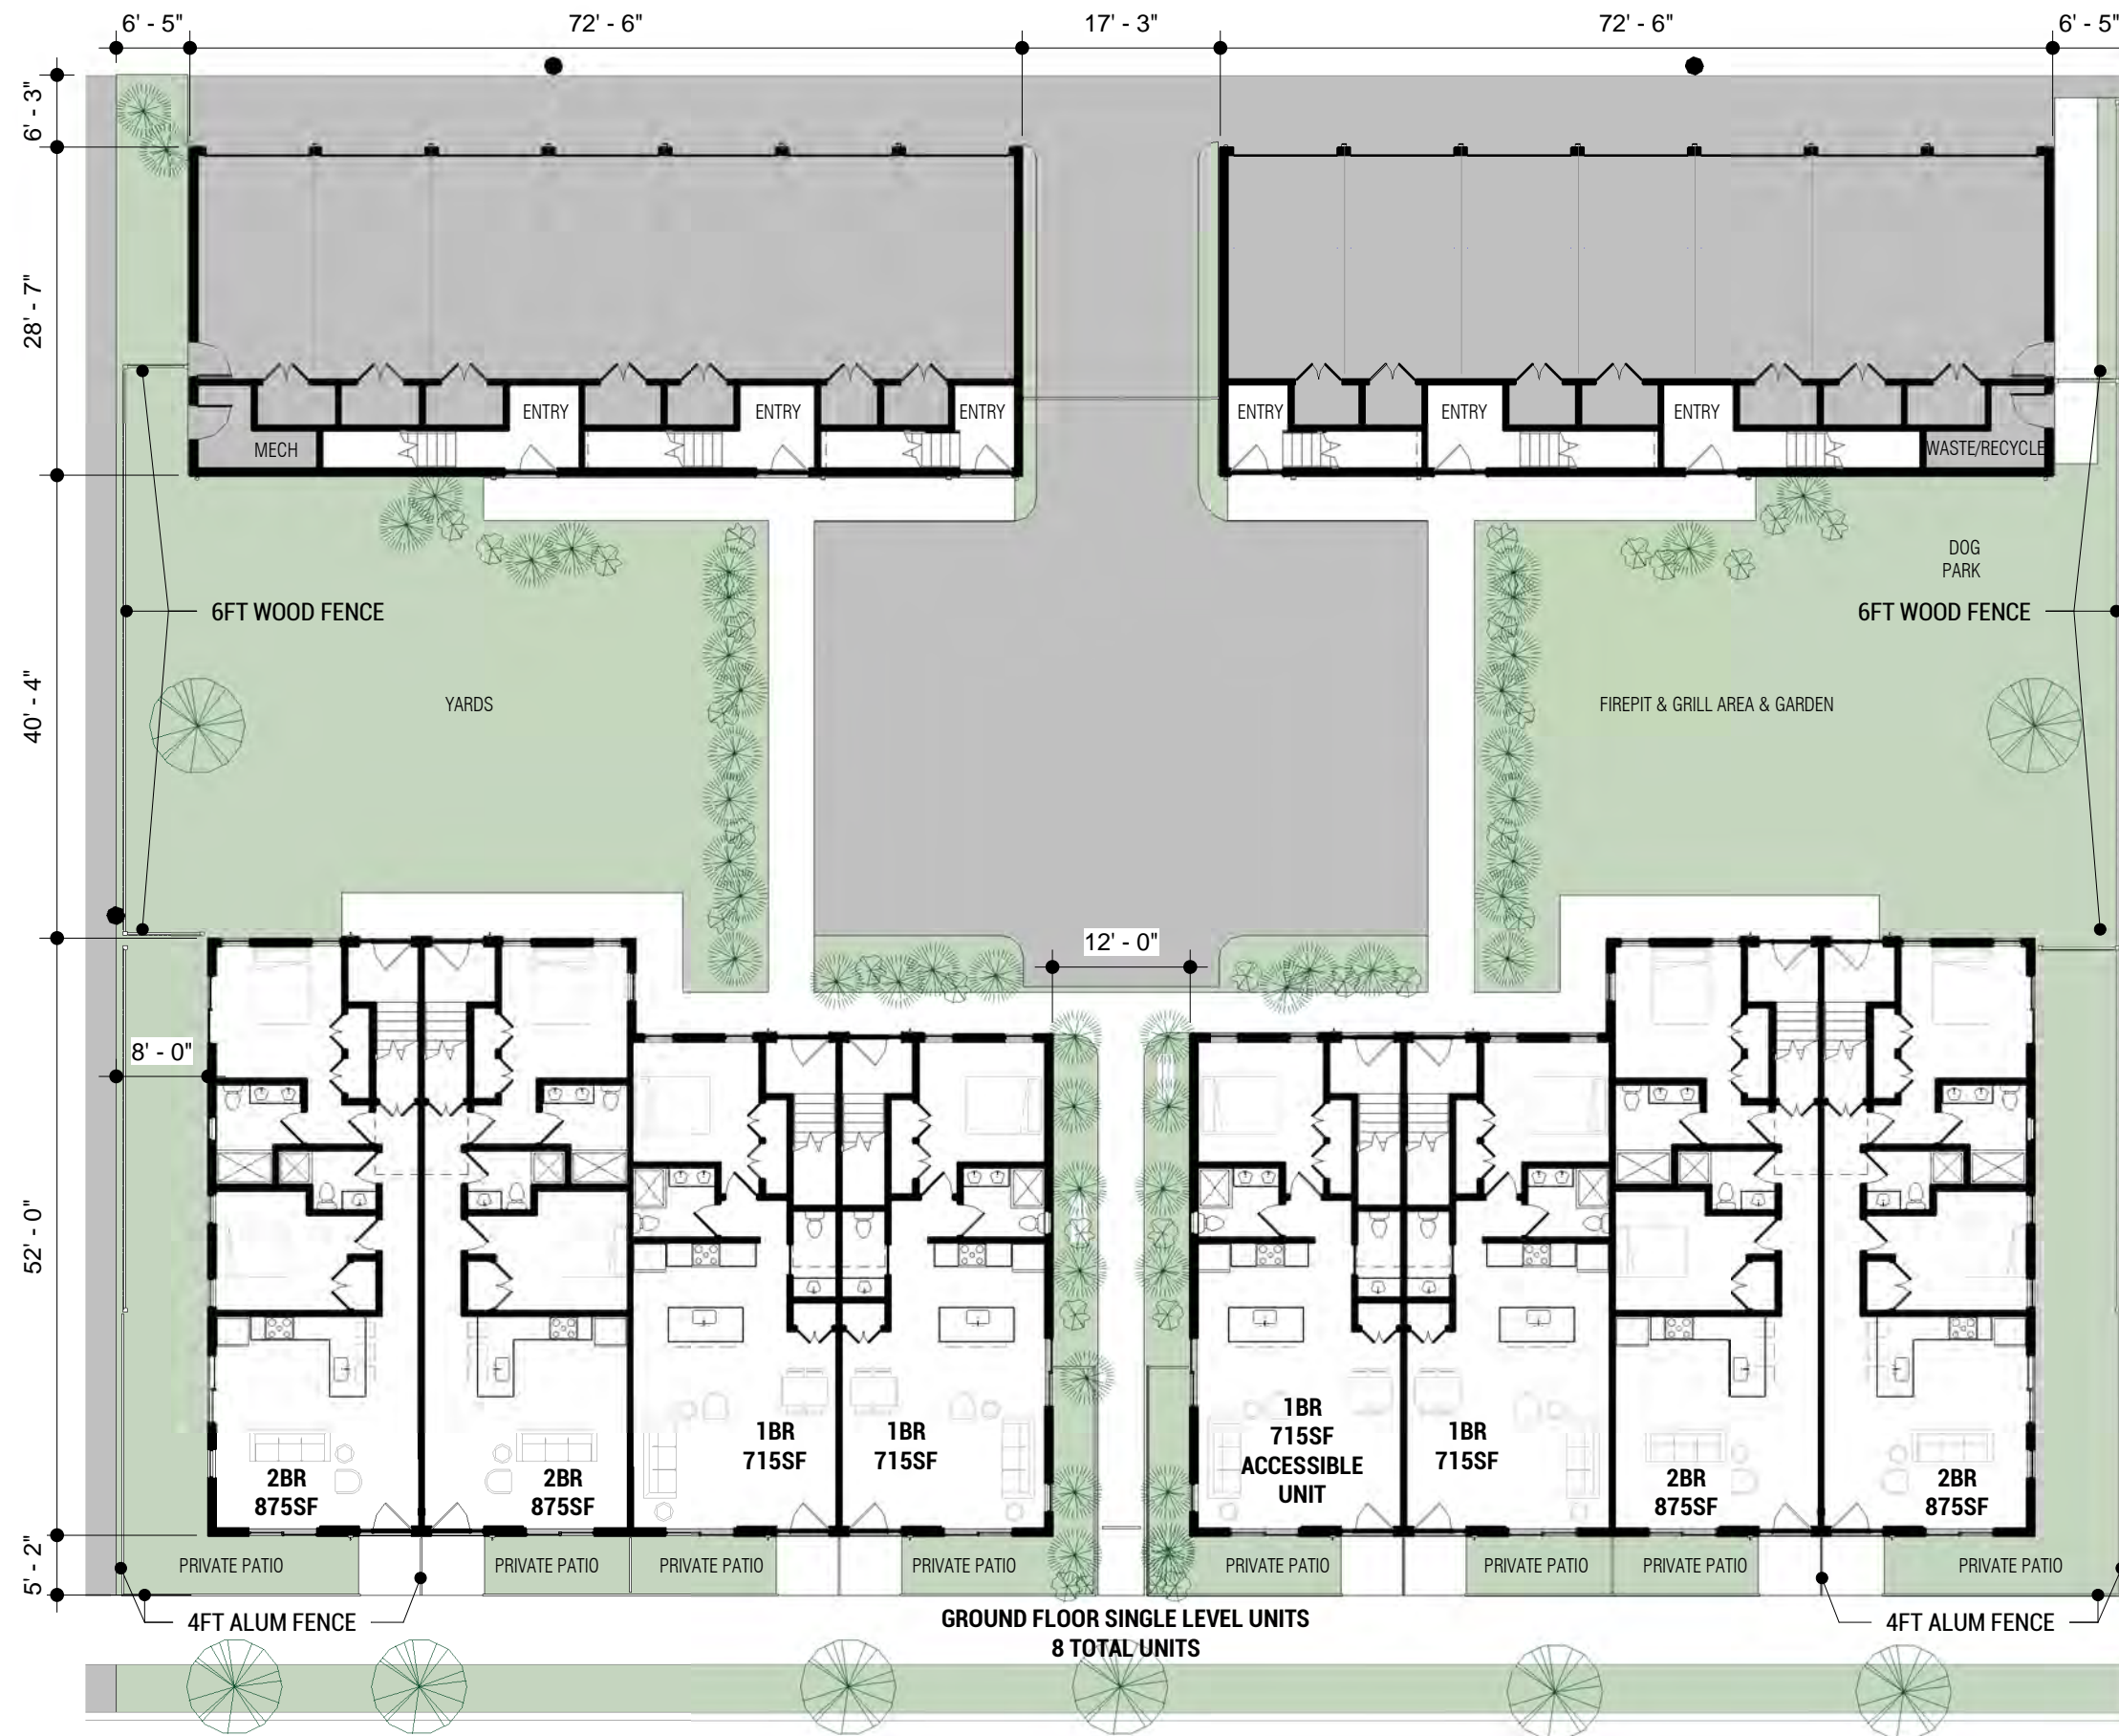 6' - 5"
72' - 6"
17' - 3"
72' - 6"
6' - 5"
6' - 3"
28' - 7"
40' - 4"
52' - 0"
5' - 2"
ENTRY
ENTRY
ENTRY
MECH
ENTRY
ENTRY
ENTRY
WASTE/RECYCLE
DOG
PARK
6FT WOOD FENCE
6FT WOOD FENCE
YARDS
FIREPIT & GRILL AREA & GARDEN
12' - 0"
8' - 0"
2BR
875SF
2BR
875SF
1BR
715SF
1BR
715SF
1BR
715SF
ACCESSIBLE
UNIT
1BR
715SF
2BR
875SF
2BR
875SF
PRIVATE PATIO
PRIVATE PATIO
PRIVATE PATIO
PRIVATE PATIO
PRIVATE PATIO
PRIVATE PATIO
PRIVATE PATIO
PRIVATE PATIO
4FT ALUM FENCE
GROUND FLOOR SINGLE LEVEL UNITS
8 TOTAL UNITS
4FT ALUM FENCE